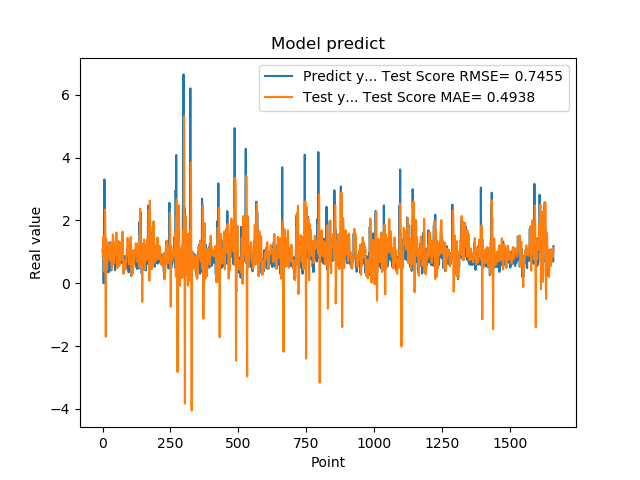 Model predict
Predict y... Test Score RMSE= 0.7455
Test y... Test Score MAE= 0.4938
Real value
6
4
2
0
−2
−4
0 250 500 750 1000 1250 1500
Point